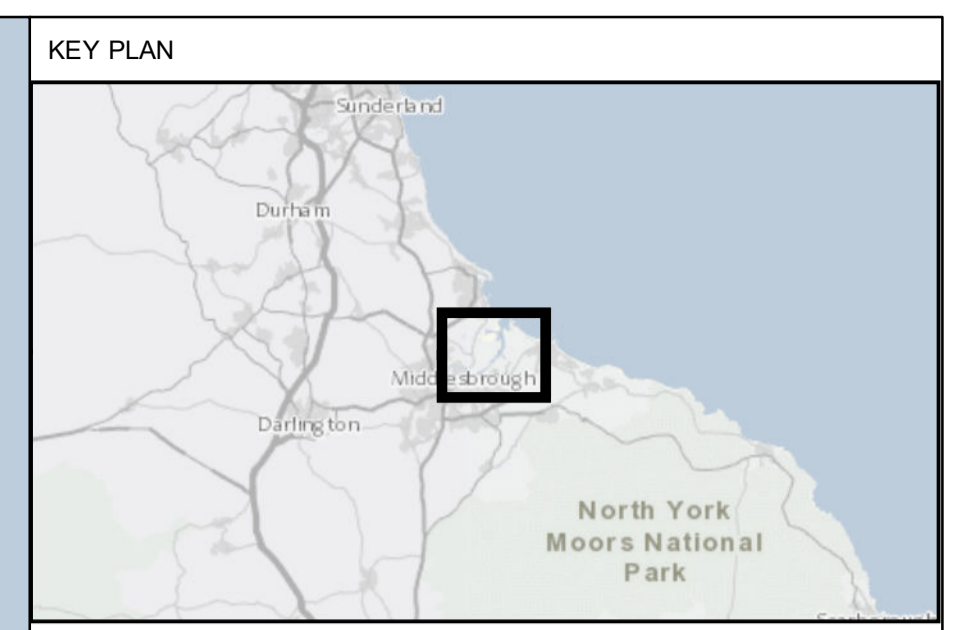 KEY PLAN
Sunderland
Durham
Middlesbrough
Darlington
North York
Moors National
Park